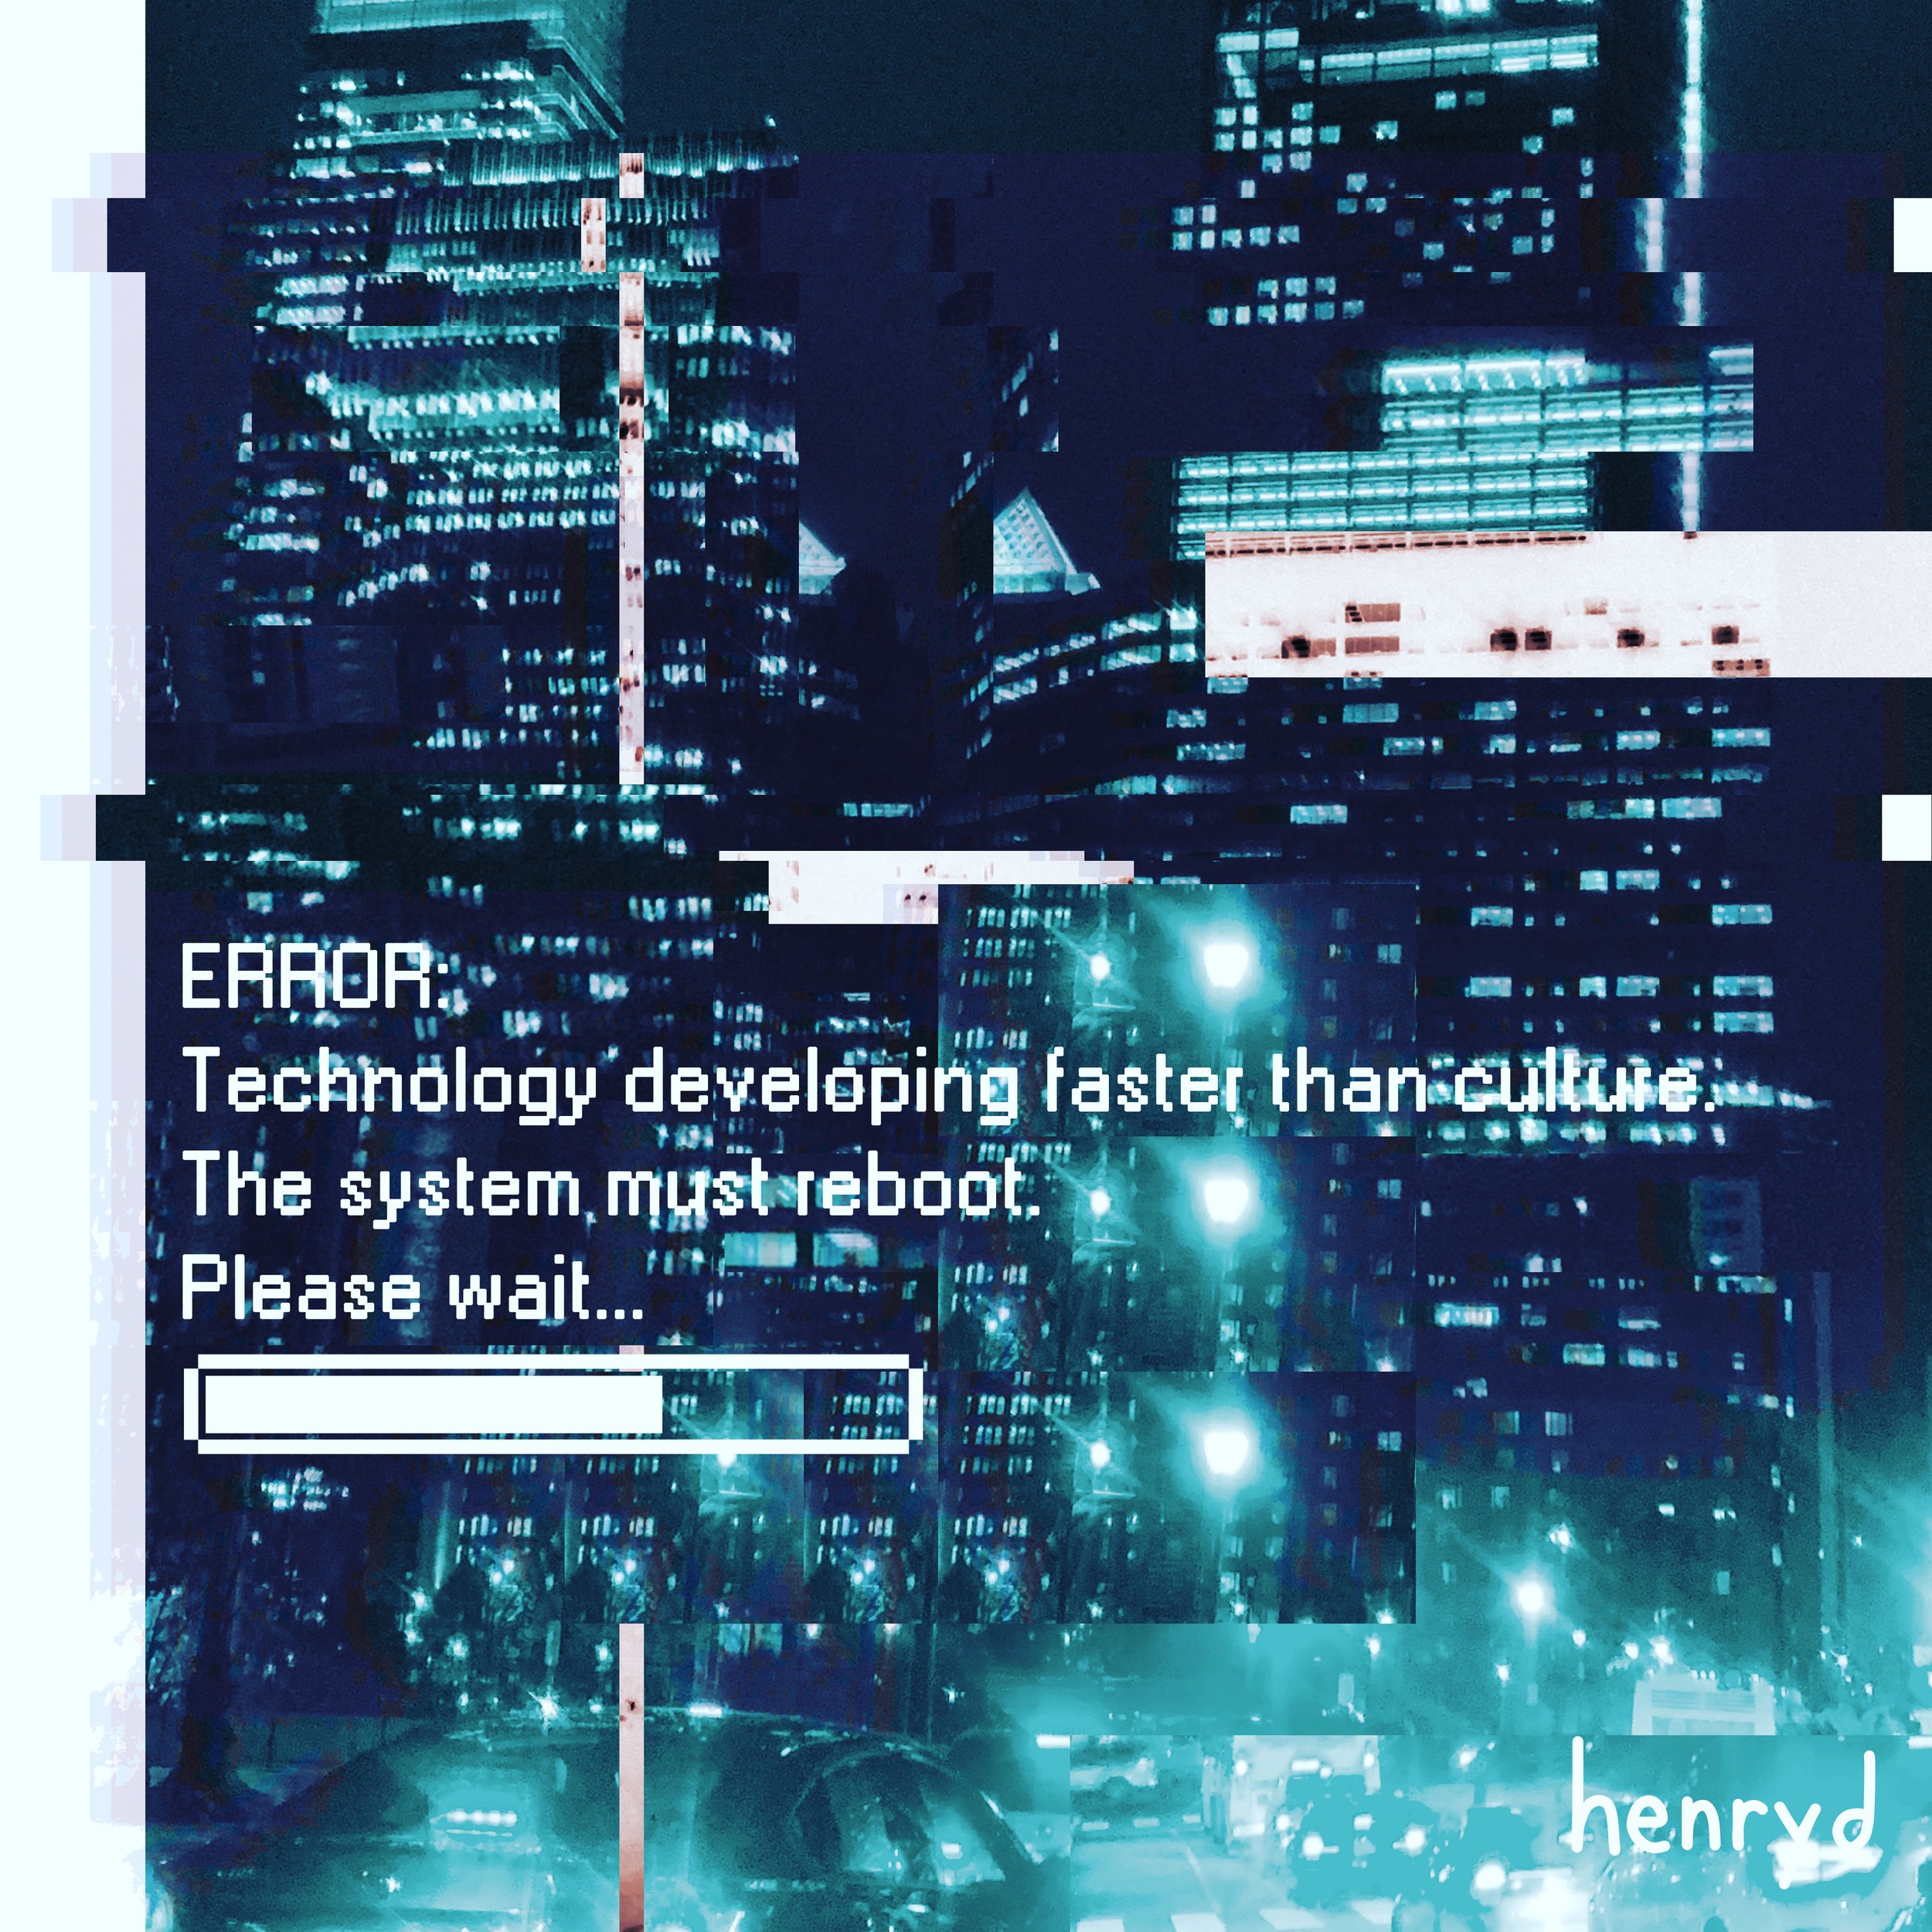 ERROR:
Technology developing faster than culture.
The system must reboot.
Please wait...
henryd